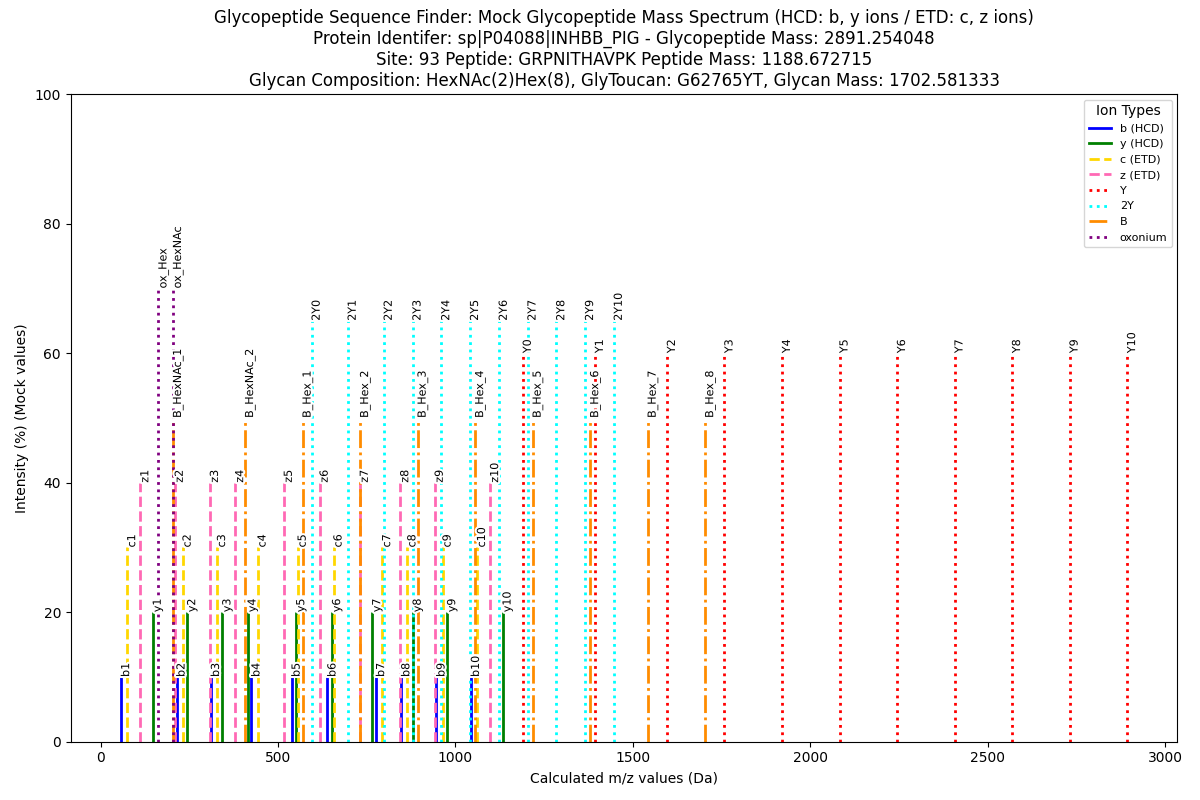 Glycopeptide Sequence Finder: Mock Glycopeptide Mass Spectrum (HCD: b, y ions / ETD: c, z ions)
Protein Identifer: sp|P04088|INHBB_PIG - Glycopeptide Mass: 2891.254048
Site: 93 Peptide: GRPNITHAVPK Peptide Mass: 1188.672715
Glycan Composition: HexNAc(2)Hex(8), GlyToucan: G62765YT, Glycan Mass: 1702.581333
Intensity (%) (Mock values)
100
80
60
40
20
0
Ion Types
b (HCD)
y (HCD)
c (ETD)
z (ETD)
Y
2Y
B
oxonium
ox_Hex
ox_HexNAc
2Y0
2Y1
2Y2
2Y3
2Y4
2Y5
2Y6
2Y7
2Y8
2Y9
2Y10
Y0
Y1
Y2
Y3
Y4
Y5
Y6
Y7
Y8
Y9
Y10
B_HexNAc_1
B_HexNAc_2
B_Hex_1
B_Hex_2
B_Hex_3
B_Hex_4
B_Hex_5
B_Hex_6
B_Hex_7
B_Hex_8
z1
z2
z3
z4
z5
z6
z7
z8
z9
z10
c1
c2
c3
c4
c5
c6
c7
c8
c9
c10
y1
y2
y3
y4
y5
y6
y7
y8
y9
y10
b1
b2
b3
b4
b5
b6
b7
b8
b9
b10
0
500
1000
1500
2000
2500
3000
Calculated m/z values (Da)